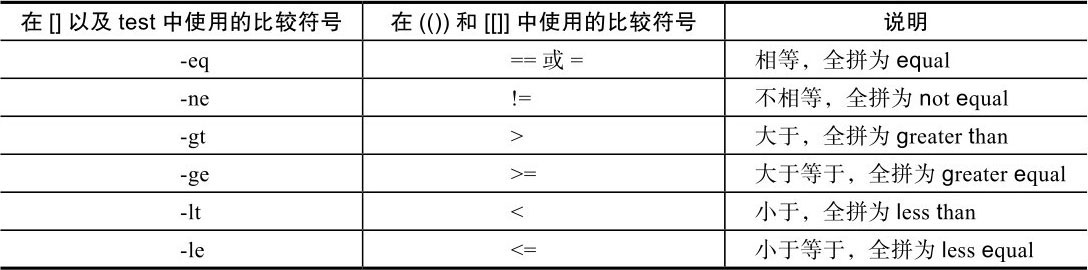 在 [] 以及 test 中使用的比较符号 在 (()) 和 [[]] 中使用的比较符号 说明
-eq == 或 = 相等，全拼为 equal
-ne != 不相等，全拼为 not equal
-gt > 大于，全拼为 greater than
-ge >= 大于等于，全拼为 greater equal
-lt < 小于，全拼为 less than
-le <= 小于等于，全拼为 less equal